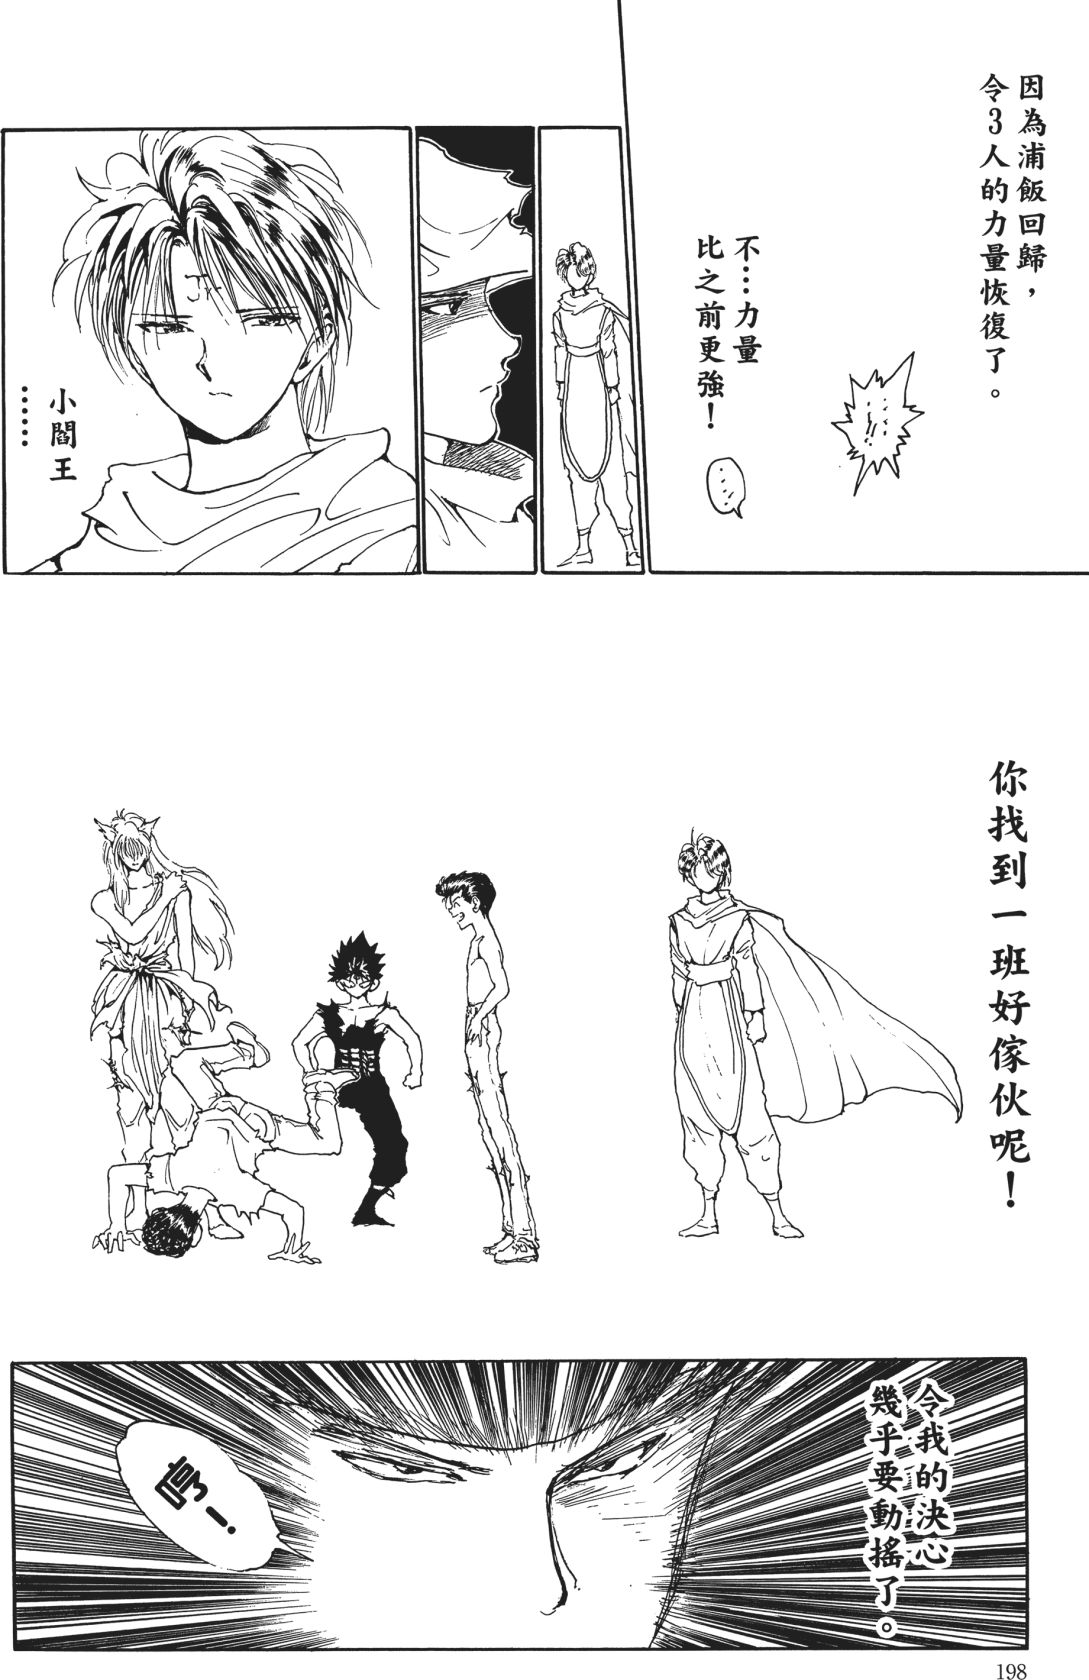 因為浦飯回歸，
令3人的力量恢復了。
……!!
不…力量
比之前更強！
……
小閻王
……
你找到一班好傢伙呢！
令我的決心
幾乎要動搖了。
哼！
198